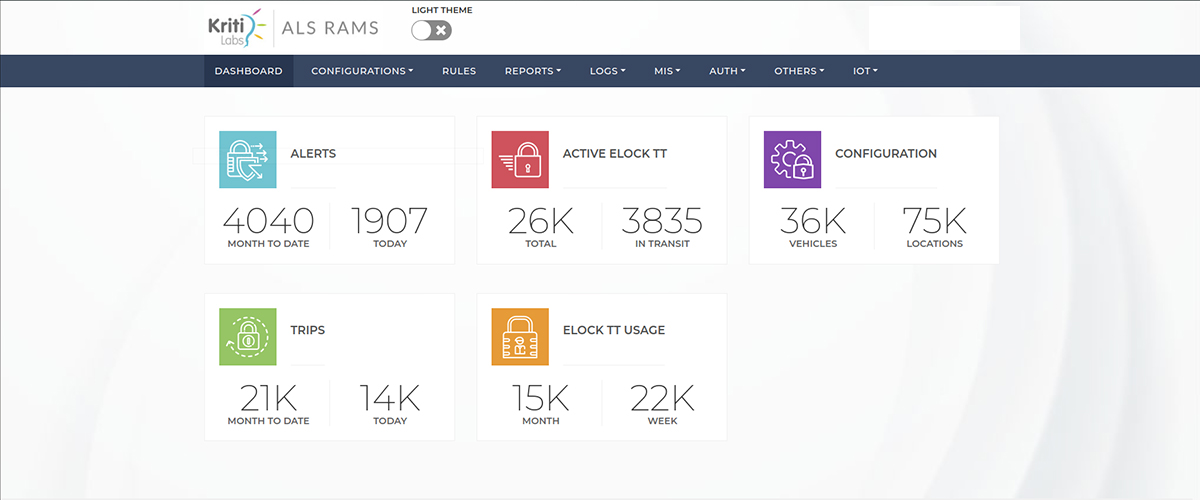 LIGHT THEME
Kriti
Labs
ALS RAMS
DASHBOARD CONFIGURATIONS RULES REPORTS LOGS MIS AUTH OTHERS IOT
ALERTS
4040 1907
MONTH TO DATE TODAY
ACTIVE ELOCK TT
26K 3835
TOTAL IN TRANSIT
CONFIGURATION
36K 75K
VEHICLES LOCATIONS
TRIPS
21K 14K
MONTH TO DATE TODAY
ELOCK TT USAGE
15K 22K
MONTH WEEK